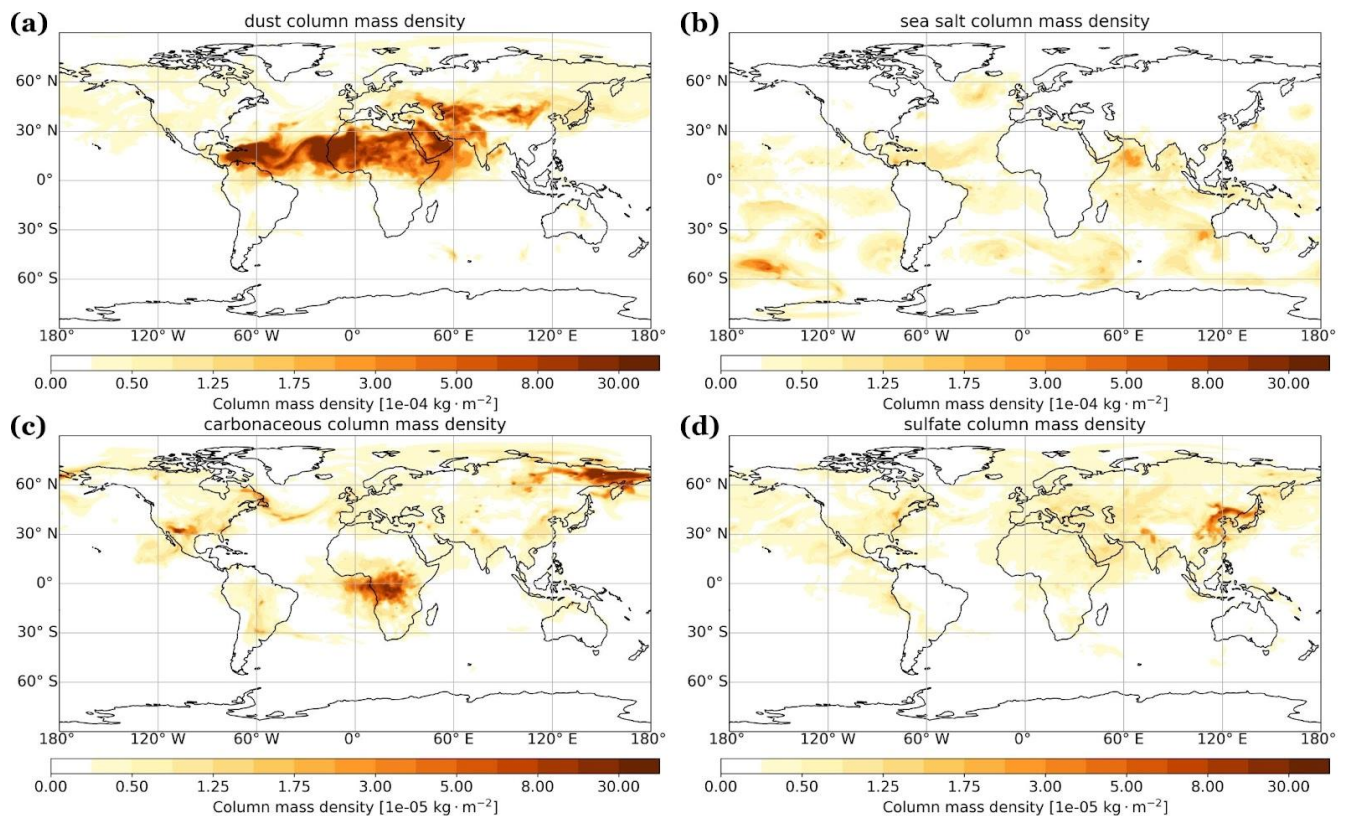 (a)
dust column mass density
60° N
30° N
0°
30° S
60° S
180° 120° W 60° W 0° 60° E 120° E 180°
0.00 0.50 1.25 1.75 3.00 5.00 8.00 30.00
Column mass density [1e-04 kg · m⁻²]
(b)
sea salt column mass density
60° N
30° N
0°
30° S
60° S
180° 120° W 60° W 0° 60° E 120° E 180°
0.00 0.50 1.25 1.75 3.00 5.00 8.00 30.00
Column mass density [1e-04 kg · m⁻²]
(c)
carbonaceous column mass density
60° N
30° N
0°
30° S
60° S
180° 120° W 60° W 0° 60° E 120° E 180°
0.00 0.50 1.25 1.75 3.00 5.00 8.00 30.00
Column mass density [1e-05 kg · m⁻²]
(d)
sulfate column mass density
60° N
30° N
0°
30° S
60° S
180° 120° W 60° W 0° 60° E 120° E 180°
0.00 0.50 1.25 1.75 3.00 5.00 8.00 30.00
Column mass density [1e-05 kg · m⁻²]